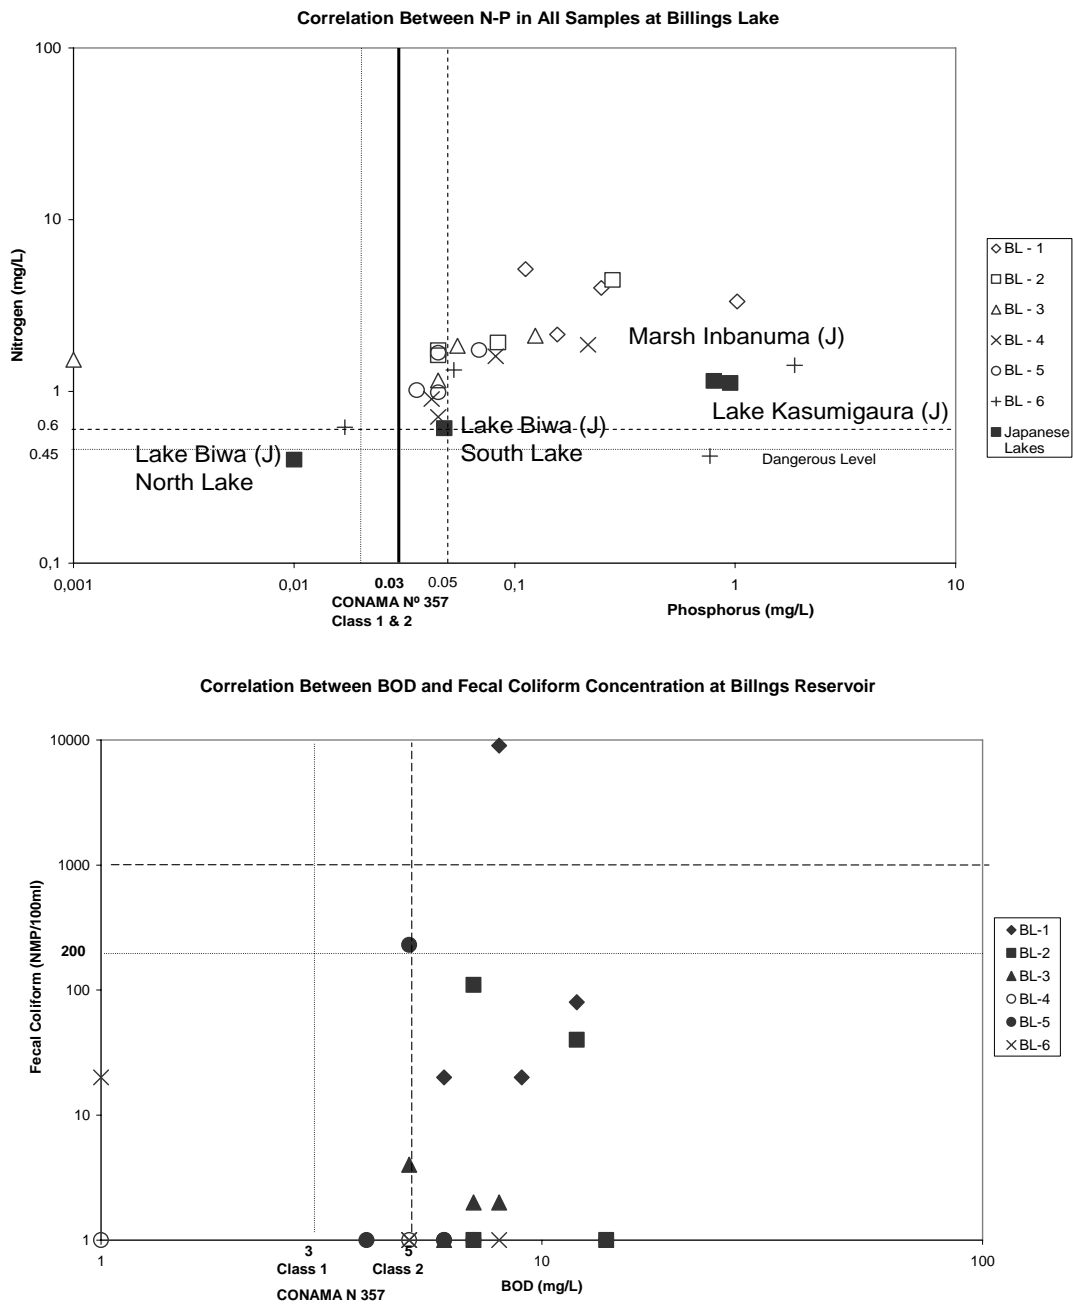 Correlation Between N-P in All Samples at Billings Lake
100
10
1
0.6
0.45
0,1
Nitrogen (mg/L)
Marsh Inbanuma (J)
Lake Kasumigaura (J)
Lake Biwa (J)
South Lake
Lake Biwa (J)
North Lake
Dangerous Level
0,001
0,01
0.03
0.05
0,1
1
10
CONAMA Nº 357
Class 1 & 2
Phosphorus (mg/L)
BL - 1
BL - 2
BL - 3
BL - 4
BL - 5
BL - 6
Japanese
Lakes
Correlation Between BOD and Fecal Coliform Concentration at Billngs Reservoir
10000
1000
200
100
10
1
Fecal Coliform (NMP/100ml)
1
3
5
10
100
Class 1
Class 2
BOD (mg/L)
CONAMA N 357
BL-1
BL-2
BL-3
BL-4
BL-5
BL-6